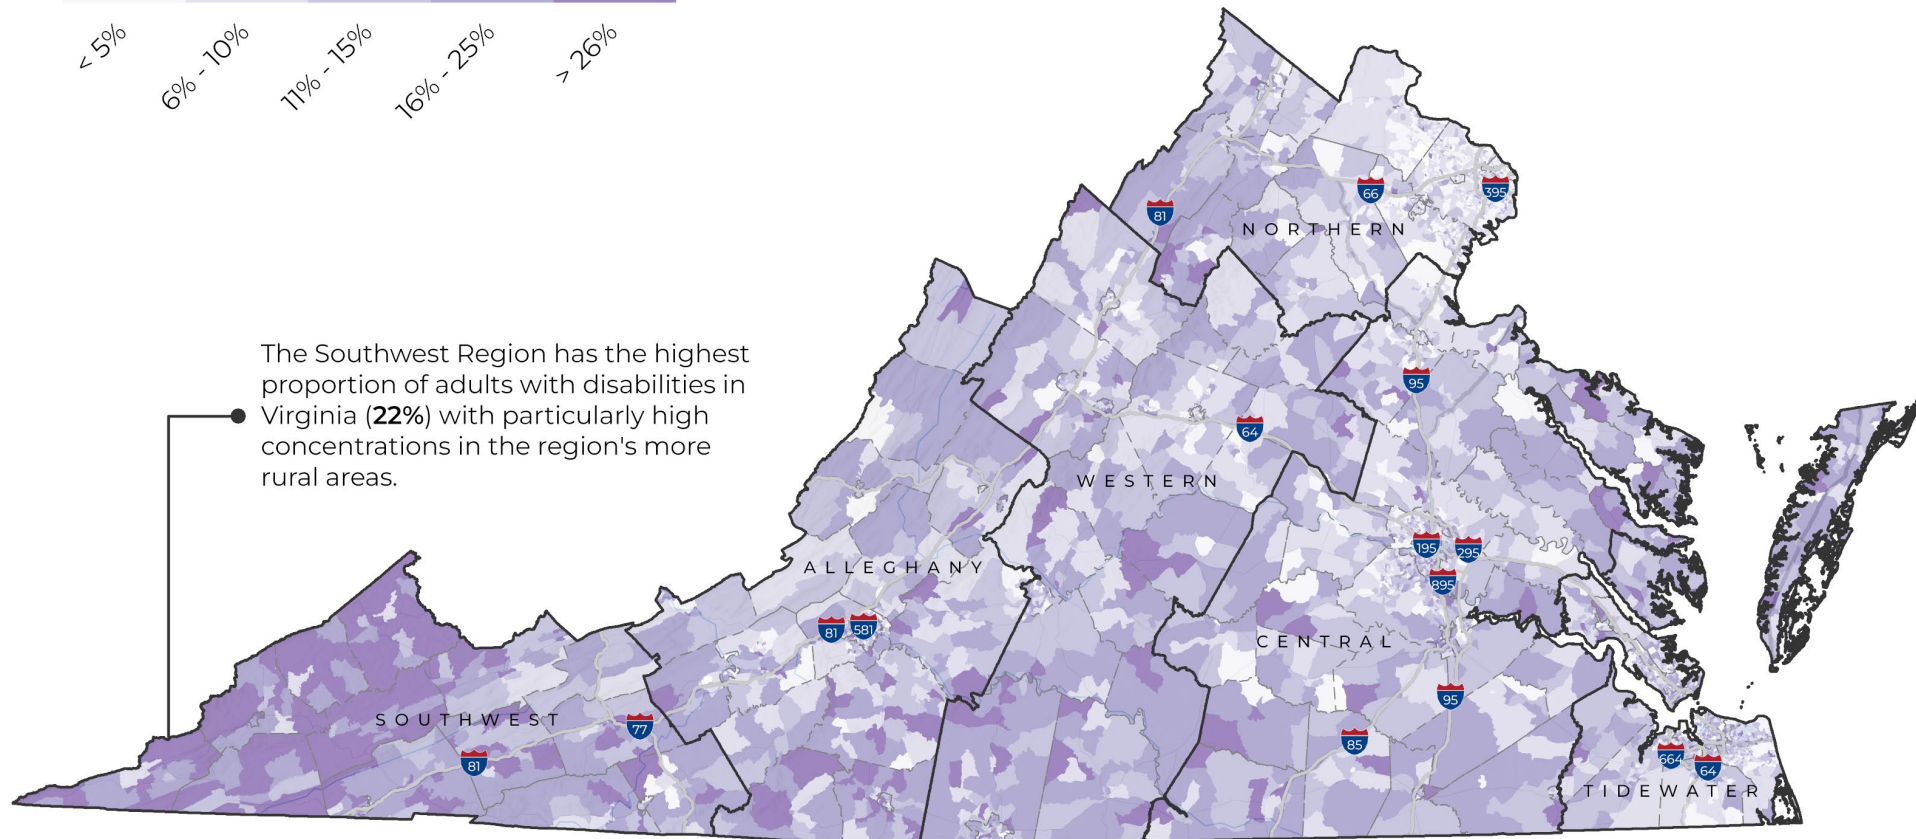 < 5%
6% - 10%
11% - 15%
16% - 25%
> 26%
The Southwest Region has the highest
proportion of adults with disabilities in
Virginia (22%) with particularly high
concentrations in the region's more
rural areas.
66
395
81
NORTHERN
95
64
WESTERN
195
295
ALLEGHANY
895
81
581
CENTRAL
95
SOUTHWEST
77
85
81
664
64
TIDEWATER